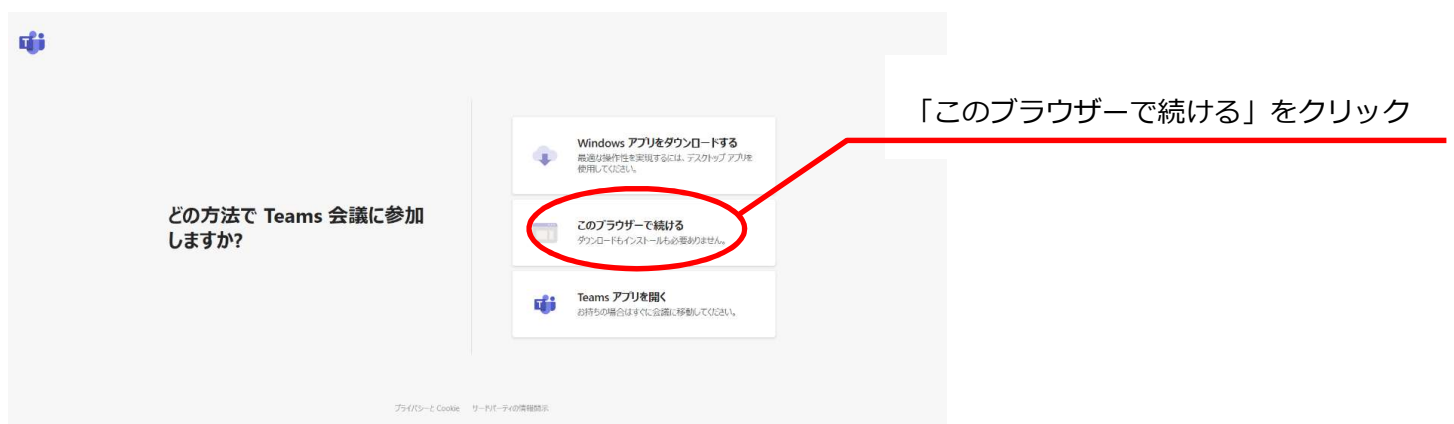 「このブラウザーで続ける」をクリック
Windows アプリをダウンロードする
最適な操作性を実現するには、デスクトップ アプリを
使用してください。
どの方法で Teams 会議に参加
しますか?
このブラウザーで続ける
ダウンロードもインストールも必要ありません。
Teams アプリを開く
お持ちの場合はすぐに会議に移動してください。
プライバシーと Cookie サードパーティの情報開示